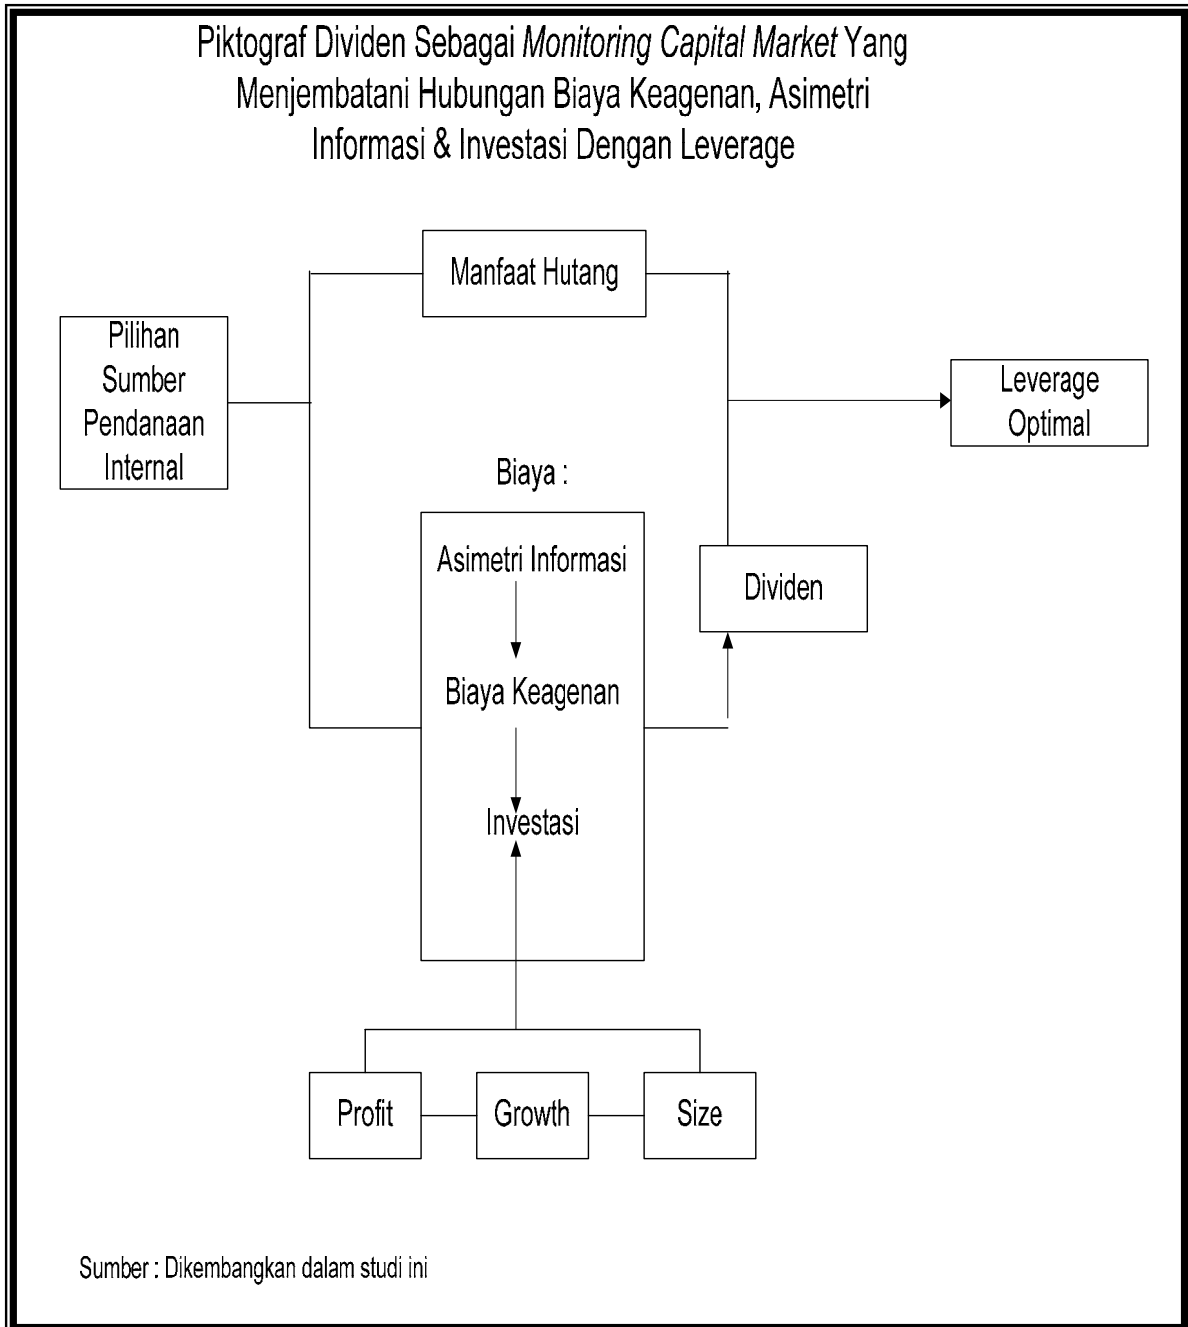 Piktograf Dividen Sebagai Monitoring Capital Market Yang
Menjembatani Hubungan Biaya Keagenan, Asimetri
Informasi & Investasi Dengan Leverage
Manfaat Hutang
Pilihan
Sumber
Pendanaan
Internal
Leverage
Optimal
Biaya :
Asimetri Informasi
Dividen
Biaya Keagenan
Investasi
Profit
Growth
Size
Sumber : Dikembangkan dalam studi ini